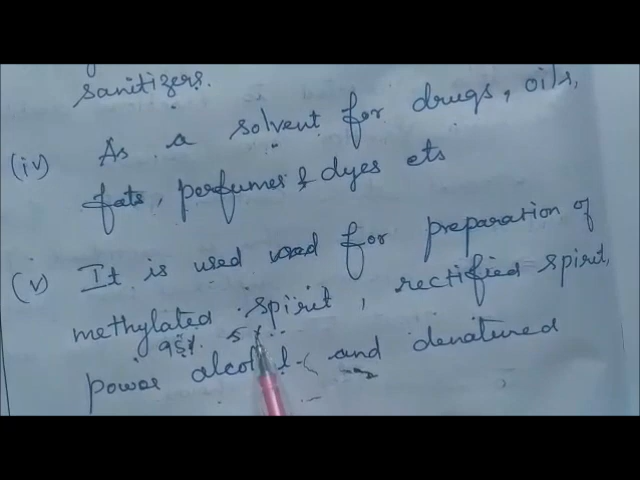 sanitizers.
(iv) As a solvent for drugs, oils,
fats, perfumes & dyes ets
(v) It is used used for preparation of
methylated spirit, rectified spirit,
95%. 5%
power alcohol and denatured